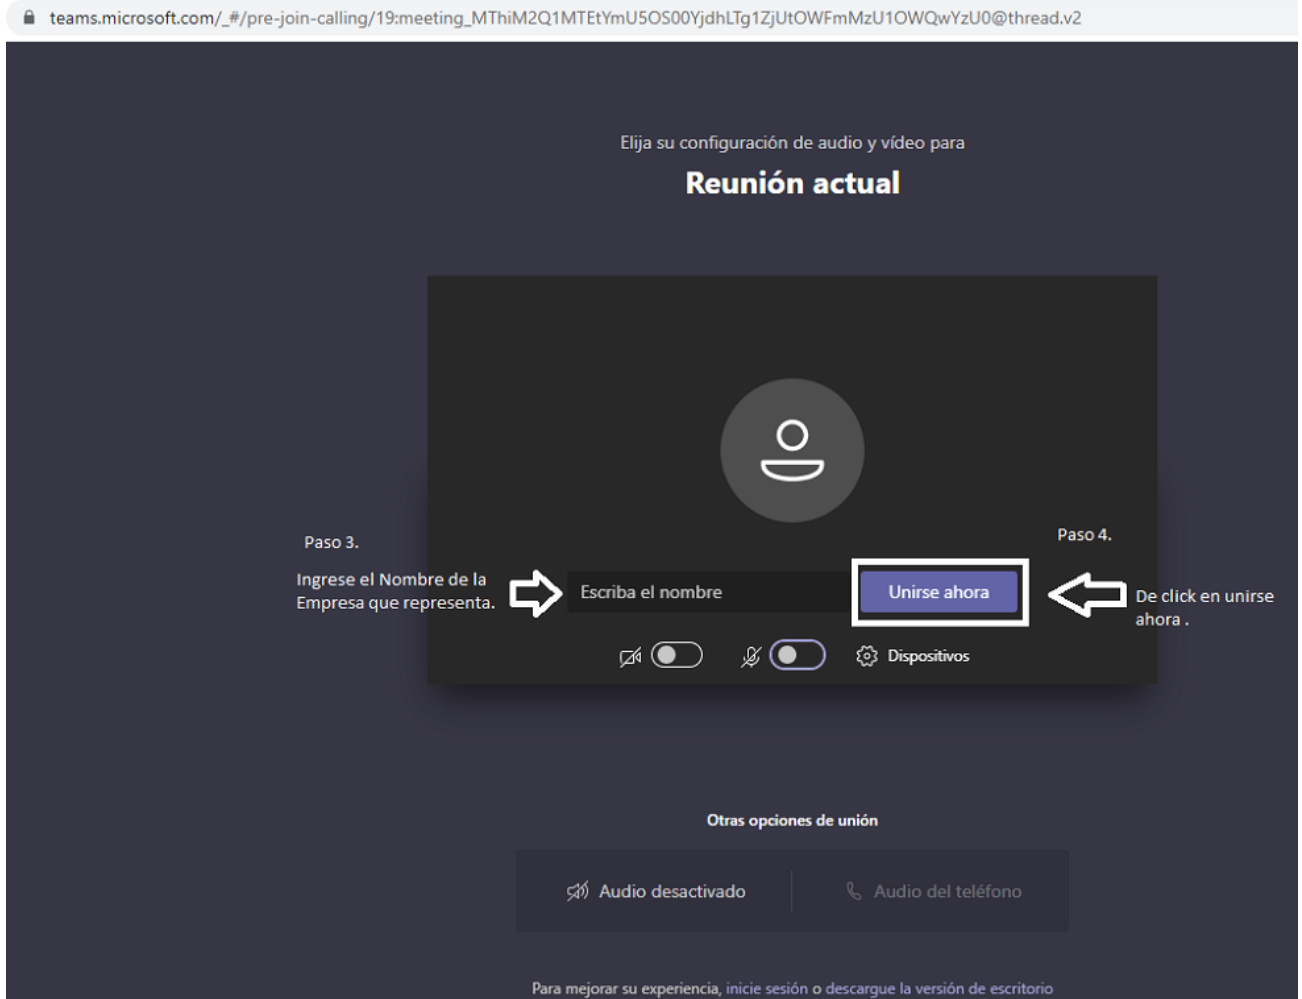 teams.microsoft.com/_#/pre-join-calling/19:meeting_MThiM2Q1MTEtYmU5OS00YjdhLTg1ZjUtOWFmMzU1OWQwYzU0@thread.v2
Elija su configuración de audio y vídeo para
Reunión actual
Paso 3.
Ingrese el Nombre de la
Empresa que representa.
Escriba el nombre
Unirse ahora
Paso 4.
De click en unirse
ahora .
Dispositivos
Otras opciones de unión
Audio desactivado
Audio del teléfono
Para mejorar su experiencia, inicie sesión o descargue la versión de escritorio